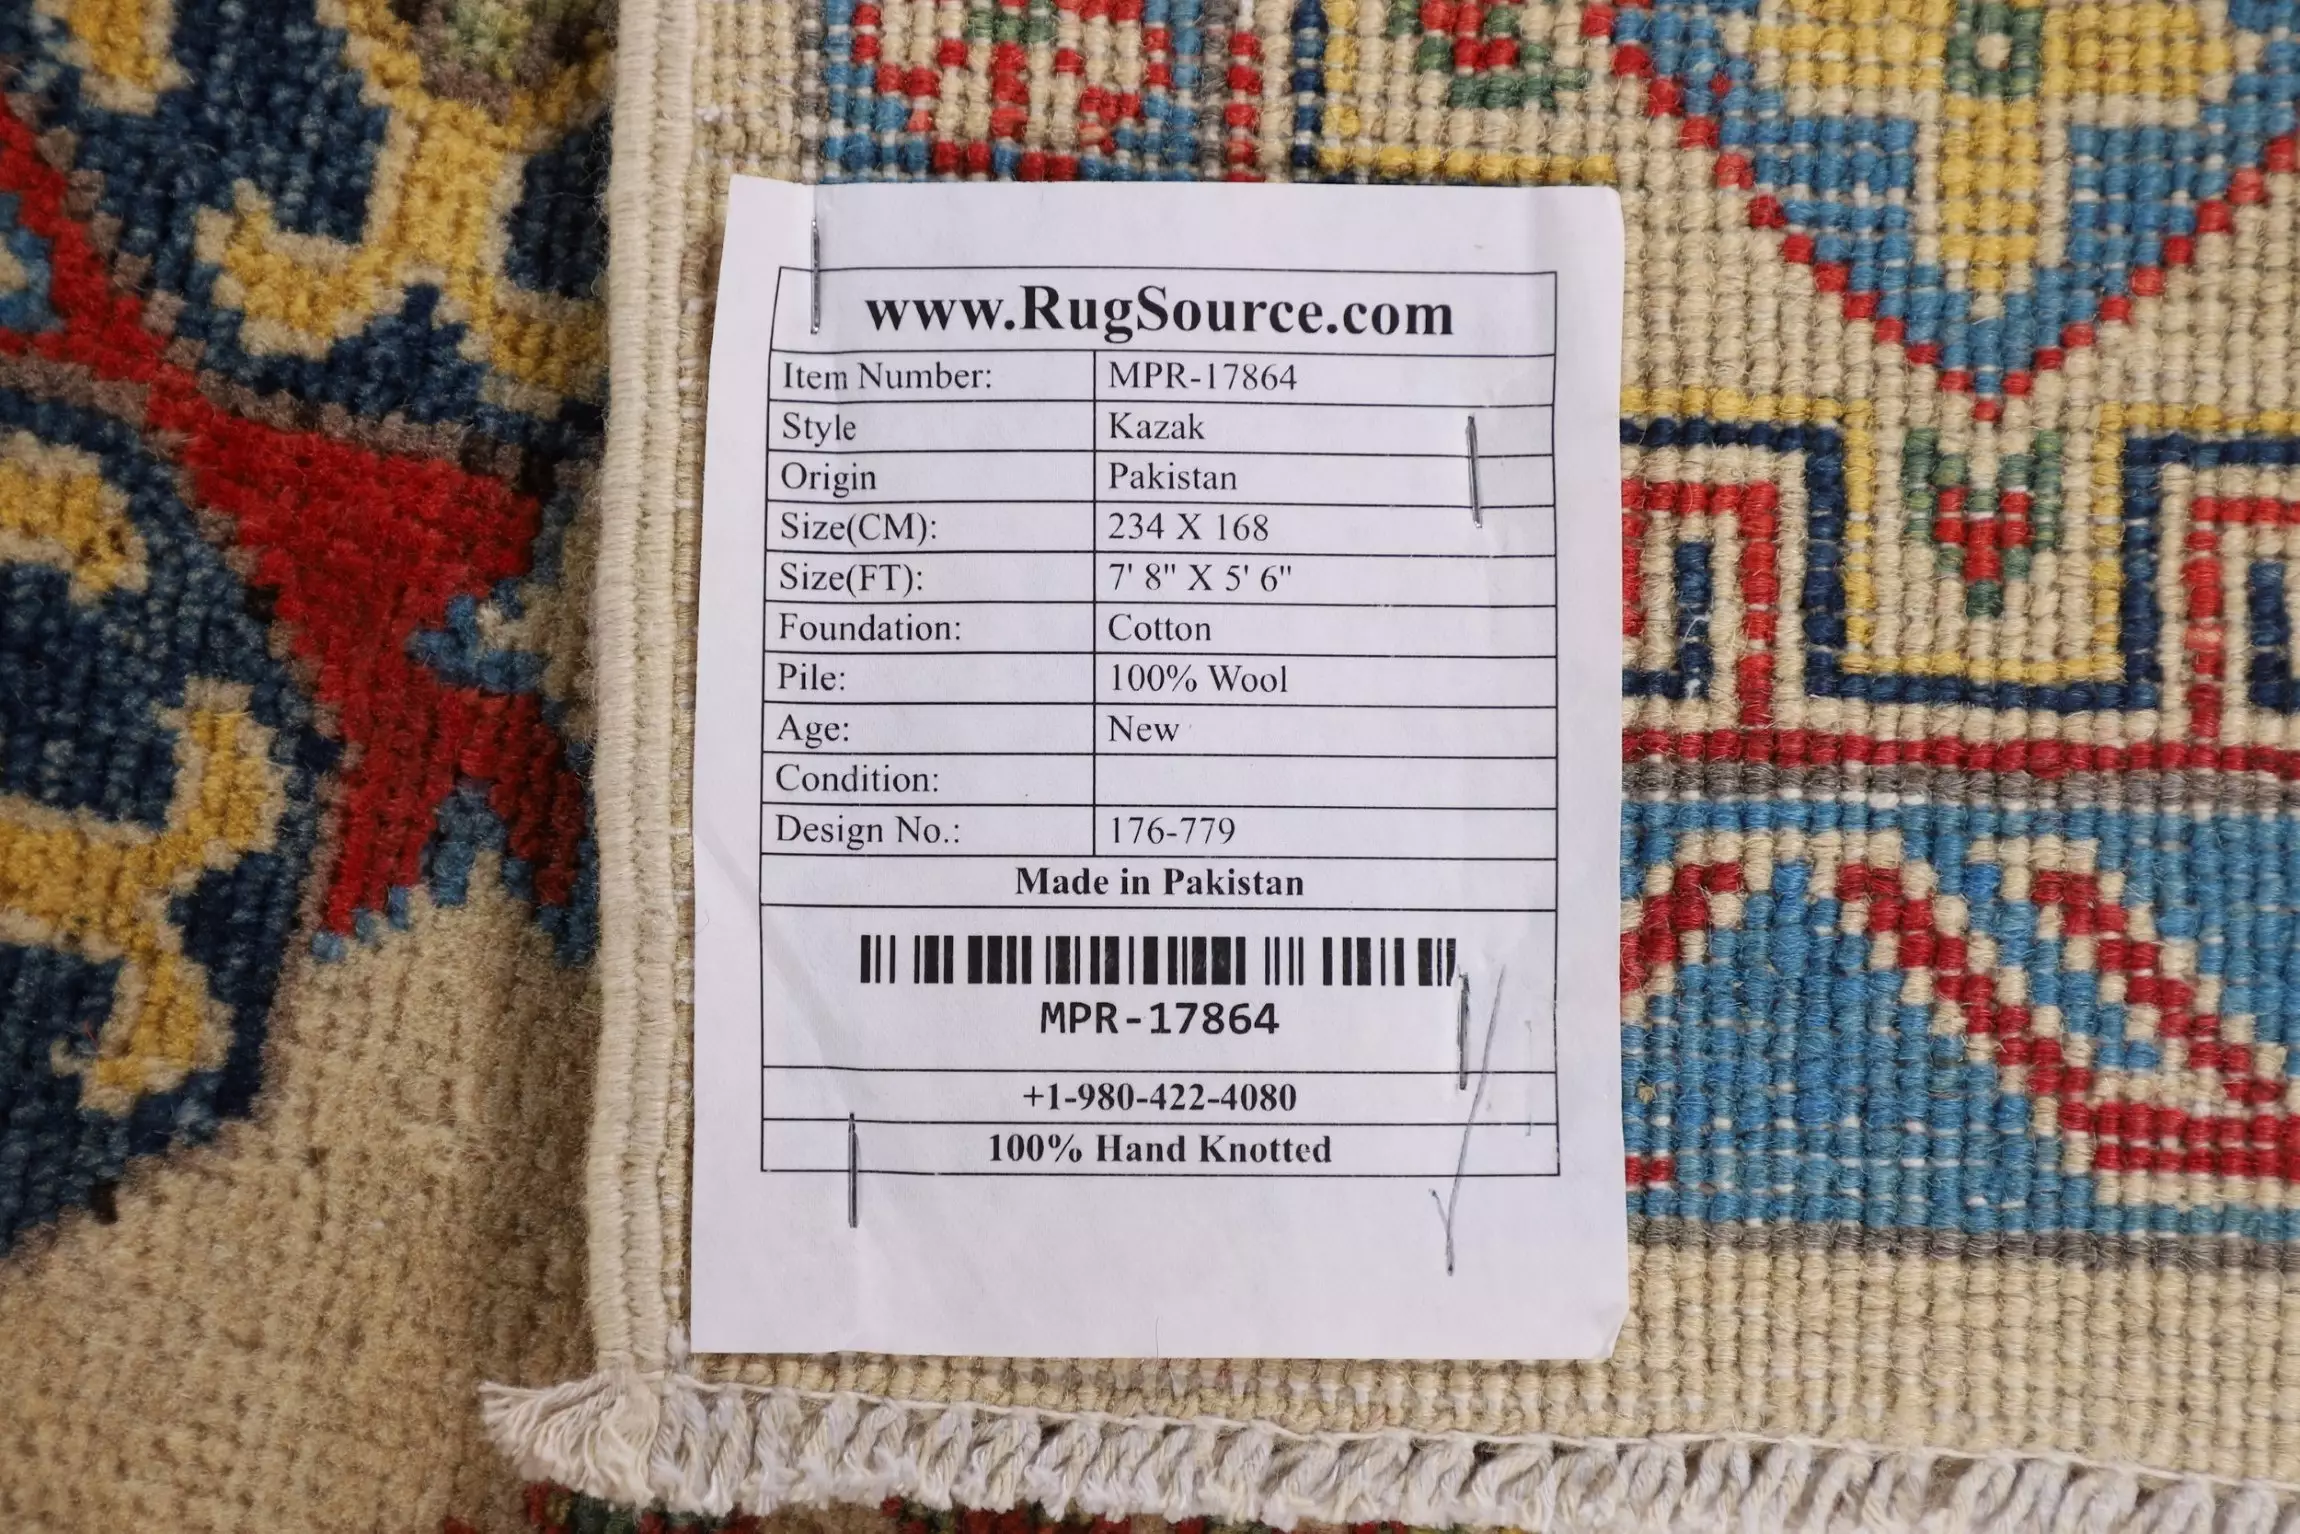 www.RugSource.com
Item Number: MPR-17864
Style Kazak
Origin Pakistan
Size(CM): 234 X 168
Size(FT): 7' 8" X 5' 6"
Foundation: Cotton
Pile: 100% Wool
Age: New
Condition:
Design No.: 176-779
Made in Pakistan
MPR-17864
+1-980-422-4080
100% Hand Knotted